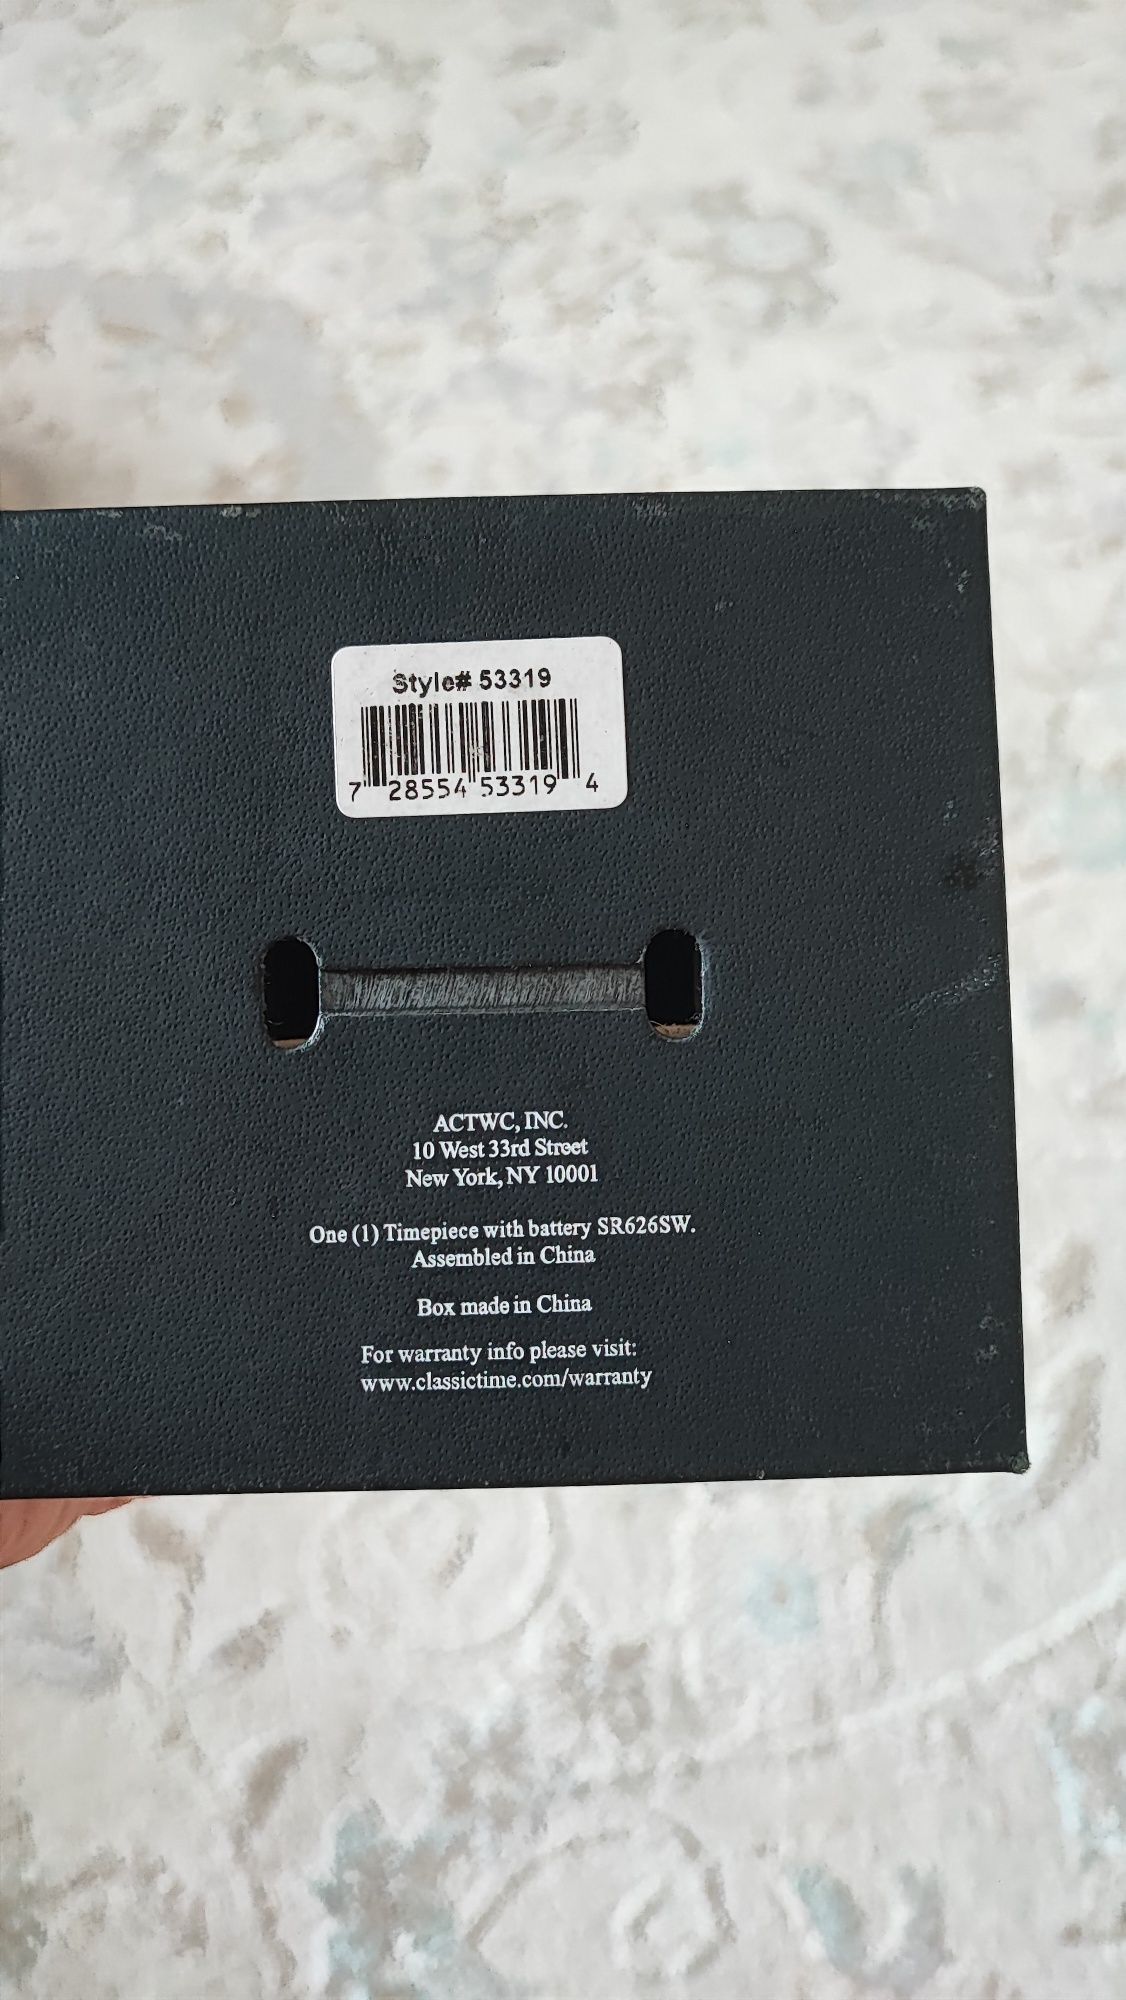 Style# 53319
7 28554 53319 4
ACTWC, INC.
10 West 33rd Street
New York, NY 10001
One (1) Timepiece with battery SR626SW.
Assembled in China
Box made in China
For warranty info please visit:
www.classictime.com/warranty